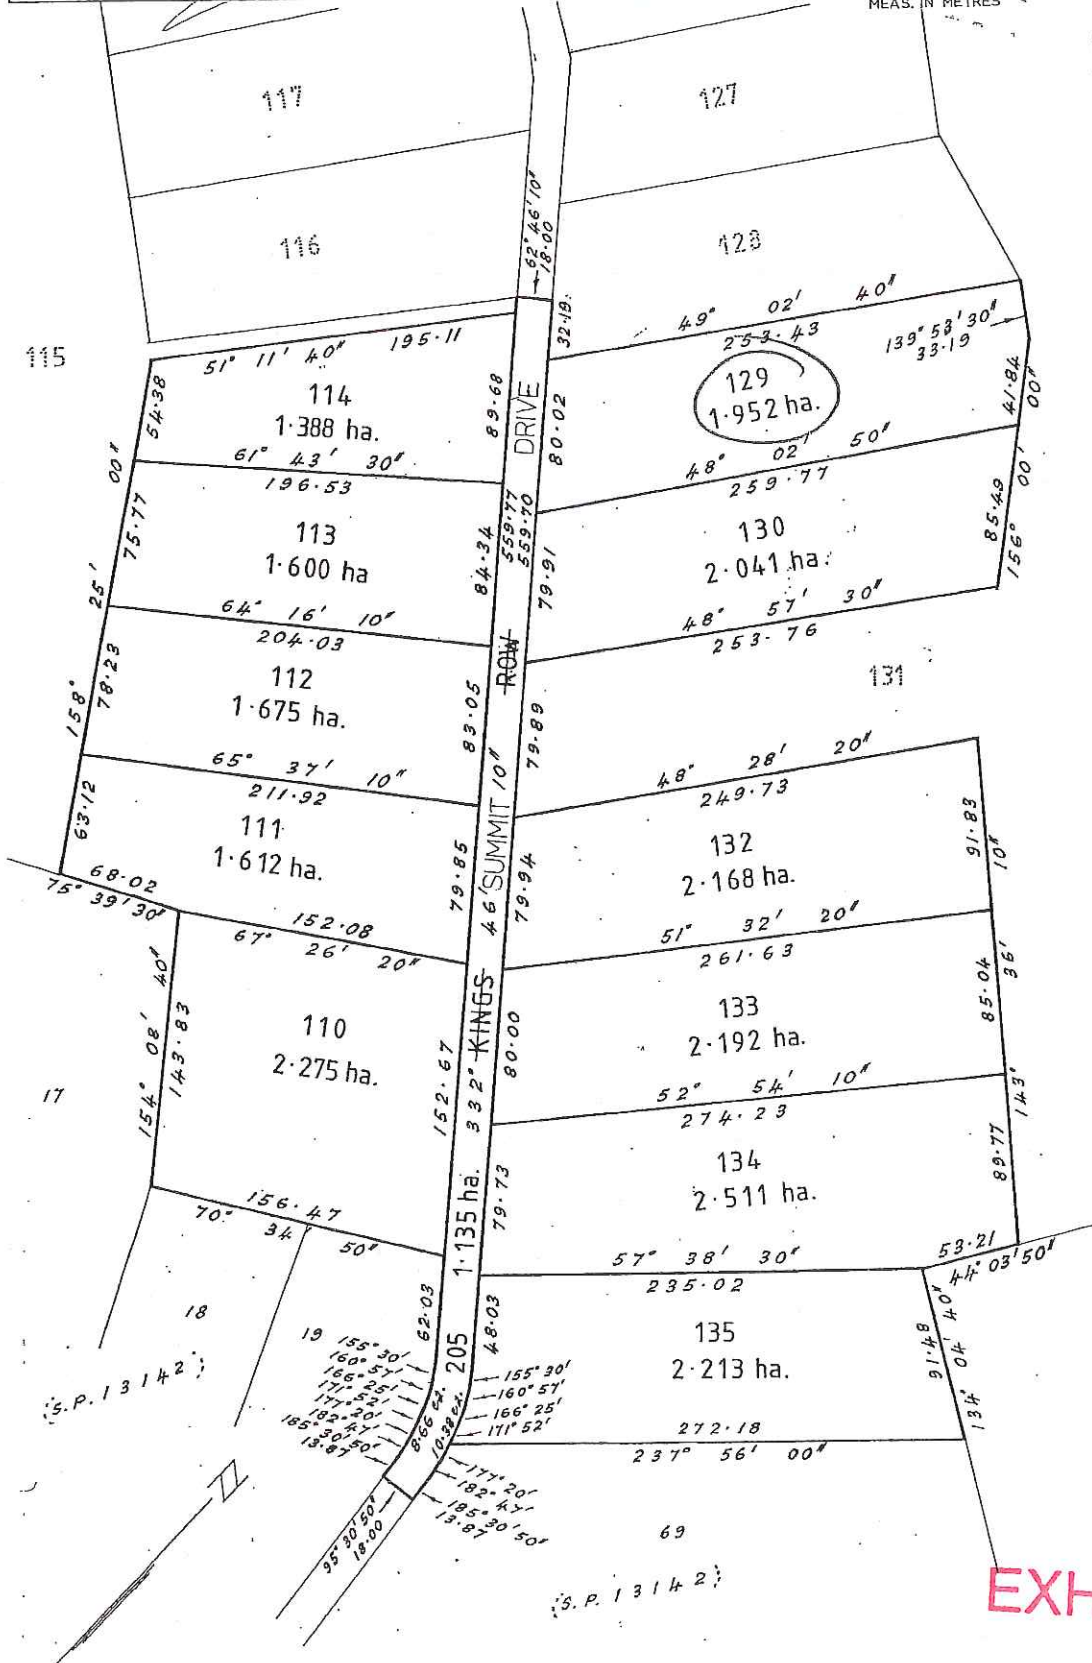 MEAS. IN METRES
117
127
116
62° 46' 10"
18.00
128
115
51° 11' 40" 195.11
32.19
49° 02' 40"
253.43
139° 53' 30"
33.19
114
1.388 ha.
54.38
89.68
DRIVE
80.02
129
1.952 ha.
41.84
00"
61° 43' 30"
196.53
48° 02' 50"
259.77
00"
75.77
113
1.600 ha
84.34
559.77
559.70
79.91
130
2.041 ha.
85.49
156° 00'
25'
64° 16' 10"
204.03
48° 57' 30"
253.76
158°
78.23
112
1.675 ha.
83.05
ROW
79.89
131
65° 37' 10"
211.92
48° 28' 20"
249.73
63.12
111
1.612 ha.
79.85
46' SUMMIT 10"
79.94
132
2.168 ha.
91.83
10"
68.02
75° 39' 30"
152.08
67° 26' 20"
51° 32' 20"
261.63
154° 08' 40"
143.83
110
2.275 ha.
152.67
332° KINGS
80.00
133
2.192 ha.
85.04
36'
17
52° 54' 10"
274.23
143°
134
2.511 ha.
89.77
156.47
70° 34' 50"
1.135 ha.
79.73
57° 38' 30"
235.02
53.21
44° 03' 50"
18
62.03
205
48.03
135
2.213 ha.
91.48
134° 04' 40"
(S.P. 13142)
19 155° 30'
160° 57'
166° 25'
171° 52'
177° 20'
182° 47'
185° 30' 50"
13.87
8.66 ea.
10.38 ea.
155° 30'
160° 57'
166° 25'
171° 52'
272.18
237° 56' 00"
177° 20'
182° 47'
185° 30' 50"
13.87
95° 30' 50"
18.00
Z
69
(S.P. 13142)
EXH